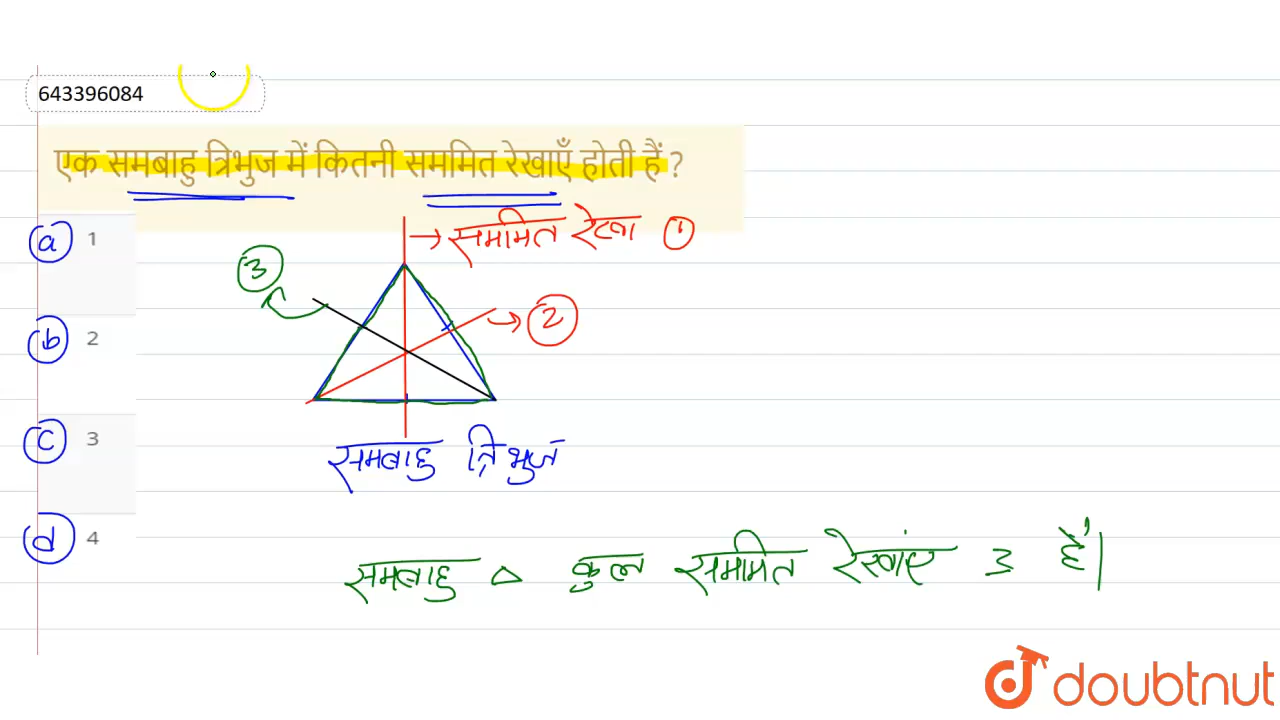 643396084
एक समबाहु त्रिभुज में कितनी सममित रेखाएँ होती हैं ?
a 1
→ सममित रेखा 1
3
b 2
2
c 3
समबाहु त्रिभुज
d 4
समबाहु △ कुल सममित रेखांए 3 हैं।
doubtnut